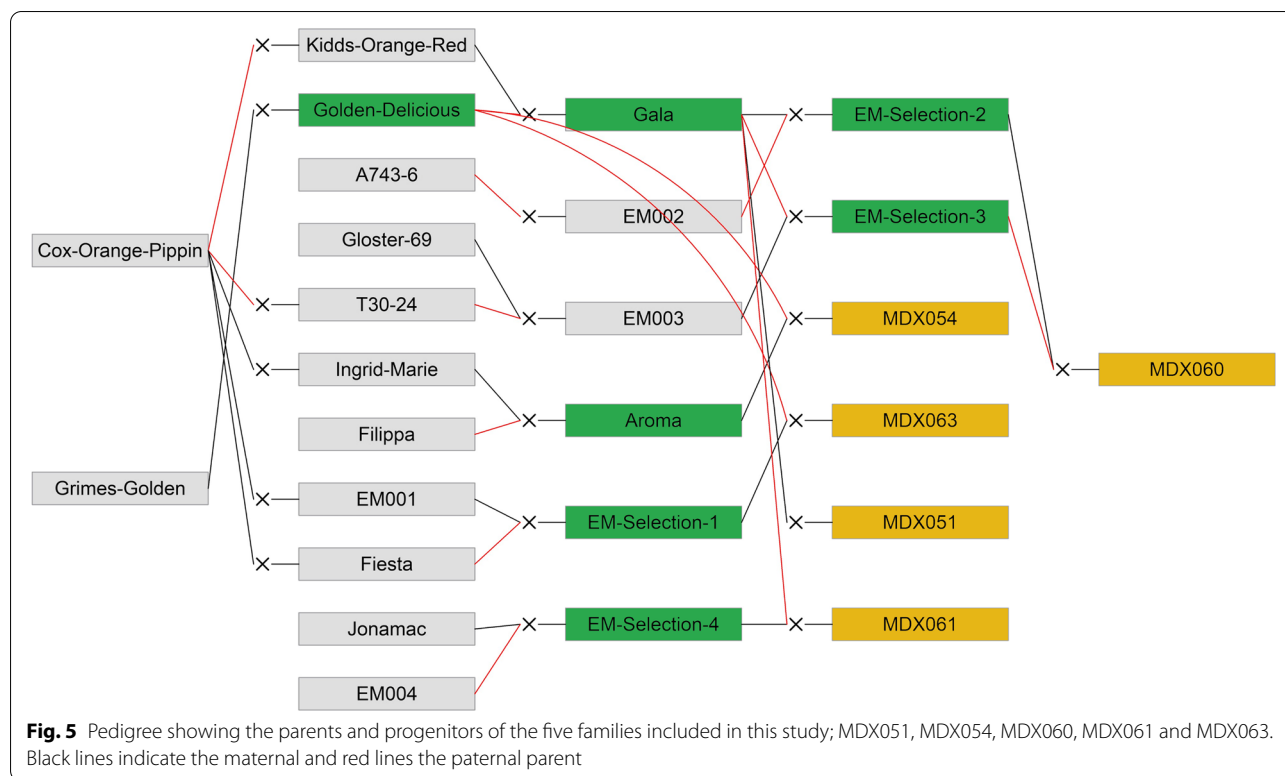 Kidds-Orange-Red
Golden-Delicious
Gala
EM-Selection-2
A743-6
EM002
EM-Selection-3
Gloster-69
Cox-Orange-Pippin
T30-24
EM003
MDX054
Ingrid-Marie
MDX060
Filippa
Aroma
MDX063
Grimes-Golden
EM001
EM-Selection-1
MDX051
Fiesta
Jonamac
EM-Selection-4
MDX061
EM004
Fig. 5 Pedigree showing the parents and progenitors of the five families included in this study; MDX051, MDX054, MDX060, MDX061 and MDX063.
Black lines indicate the maternal and red lines the paternal parent